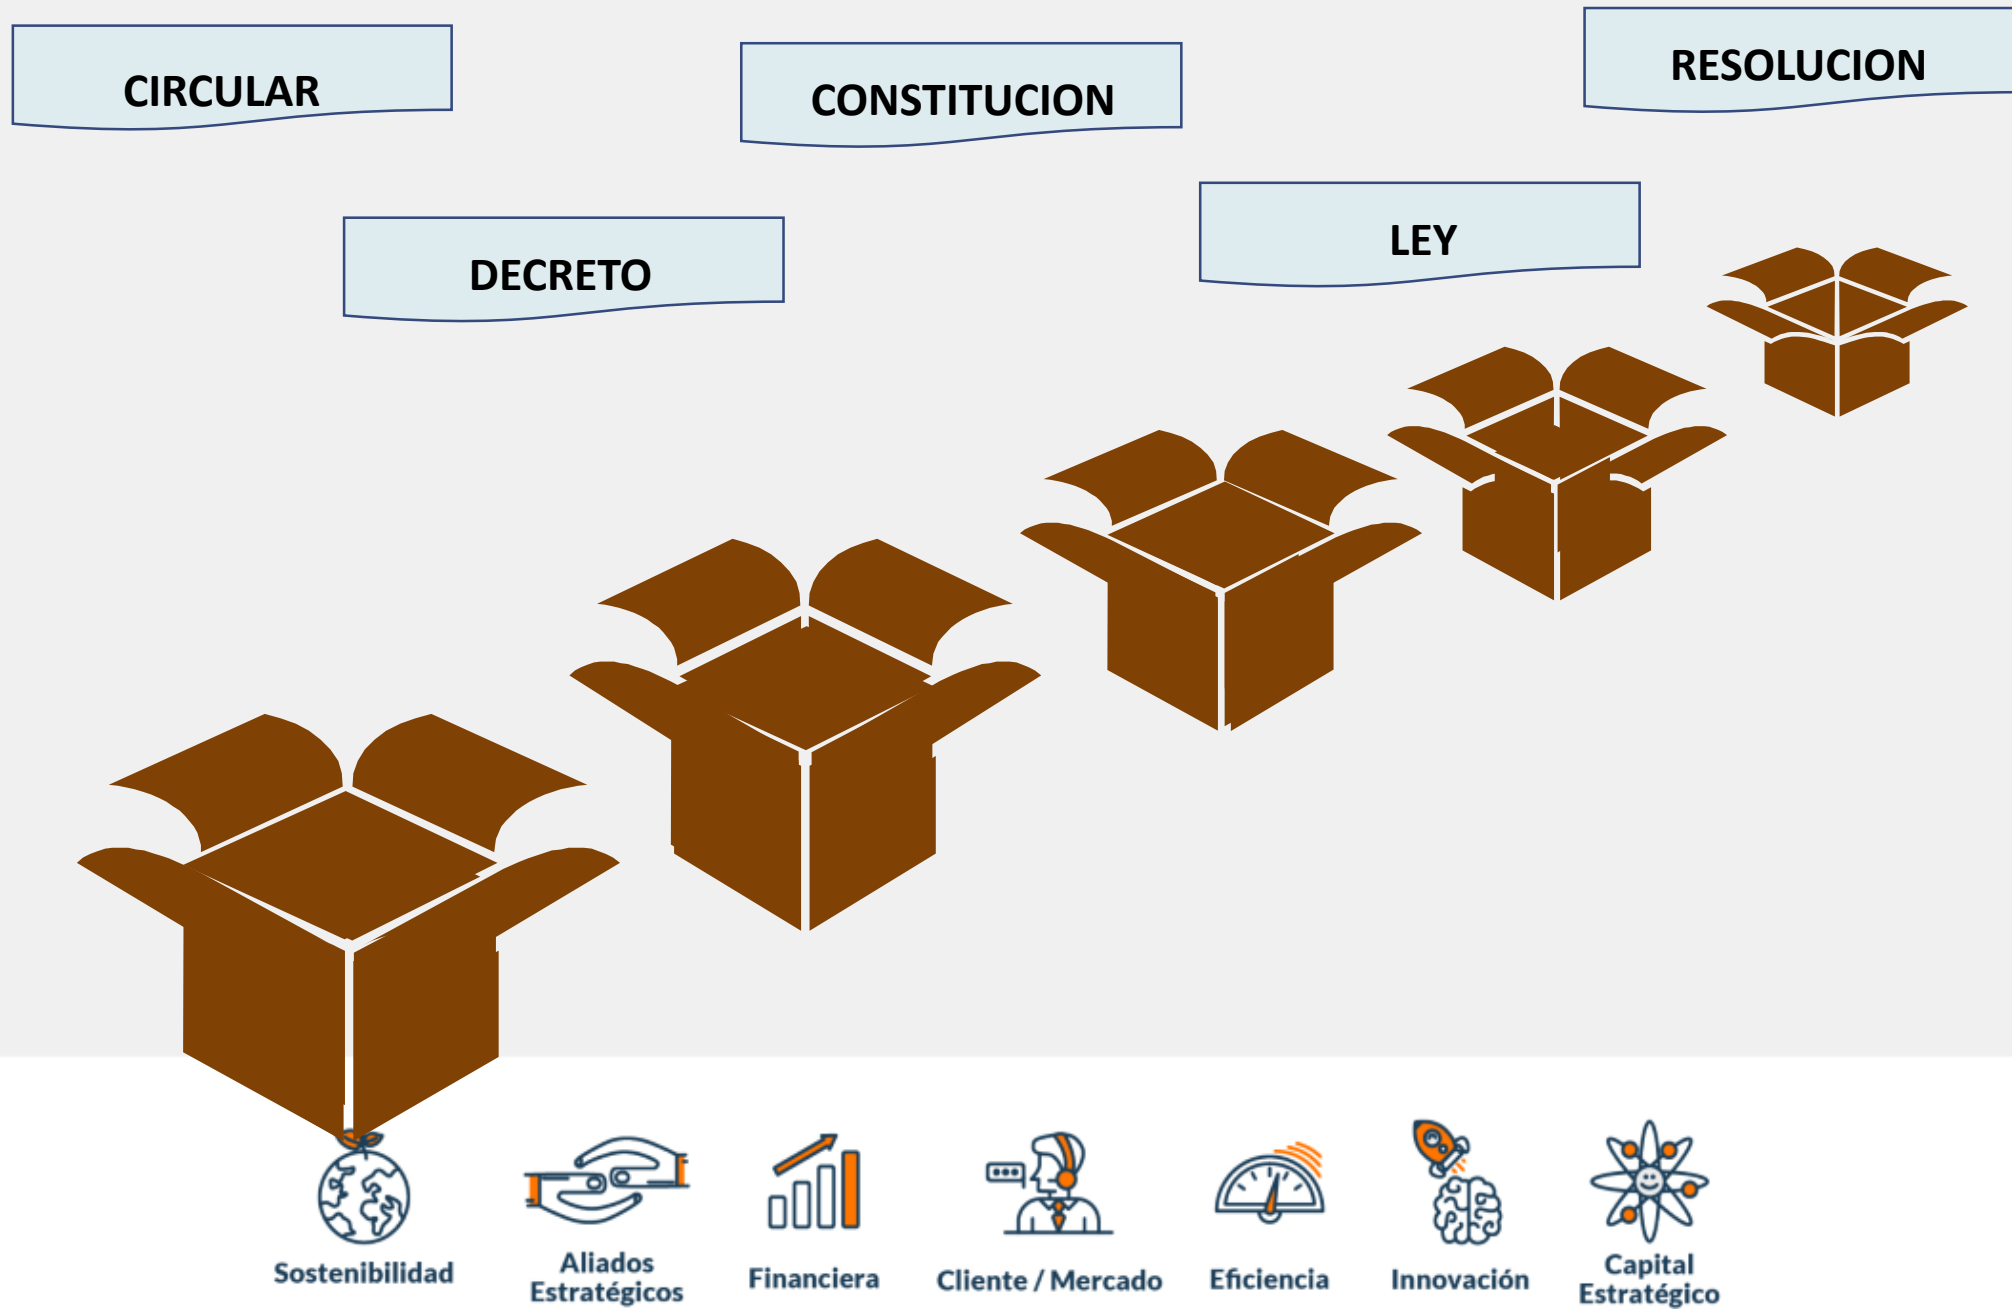 CIRCULAR
CONSTITUCION
RESOLUCION
DECRETO
LEY
Sostenibilidad
Aliados
Estratégicos
Financiera
Cliente / Mercado
Eficiencia
Innovación
Capital
Estratégico